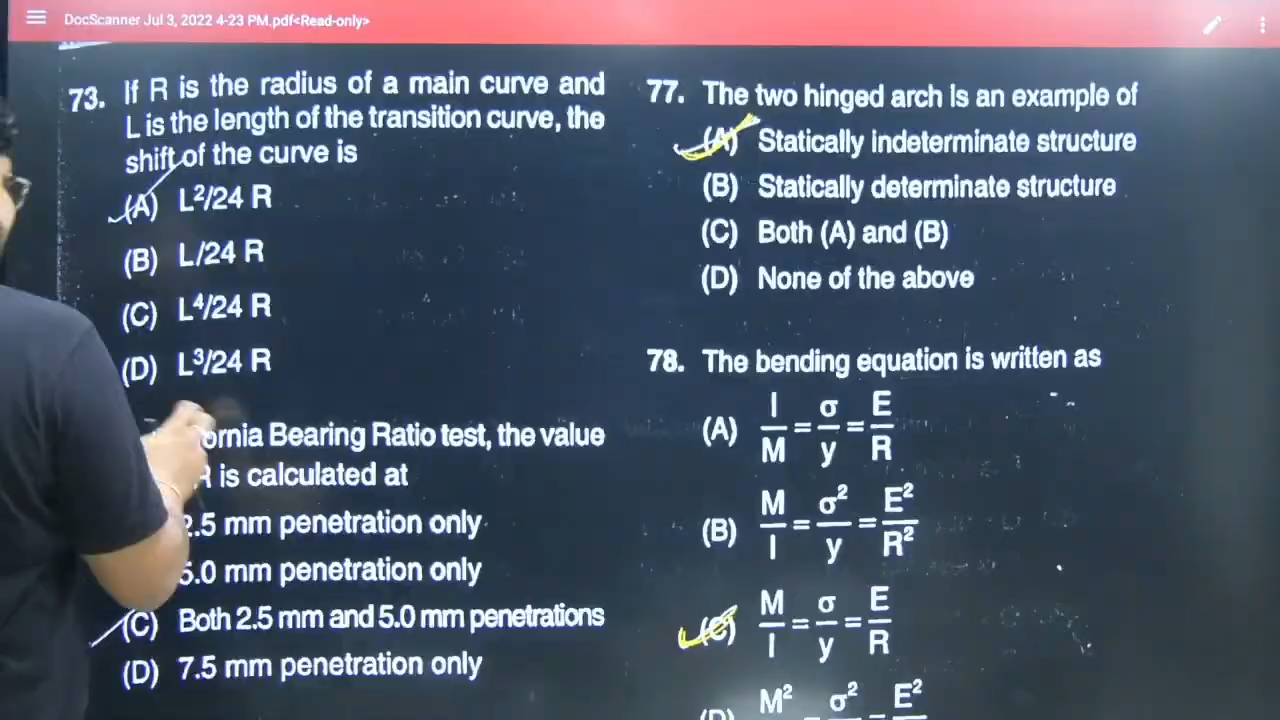 DocScanner Jul 3, 2022 4-23 PM.pdf<Read-only>
73. If R is the radius of a main curve and
L is the length of the transition curve, the
shift of the curve is
(A) L²/24 R
(B) L/24 R
(C) L⁴/24 R
(D) L³/24 R
Bearing Ratio test, the value
is calculated at
2.5 mm penetration only
5.0 mm penetration only
(C) Both 2.5 mm and 5.0 mm penetrations
(D) 7.5 mm penetration only
77. The two hinged arch is an example of
(A) Statically indeterminate structure
(B) Statically determinate structure
(C) Both (A) and (B)
(D) None of the above
78. The bending equation is written as
(A) I/M = σ/y = E/R
(B) M/I = σ²/y = E²/R²
(C) M/I = σ/y = E/R
(D) M² σ² E²